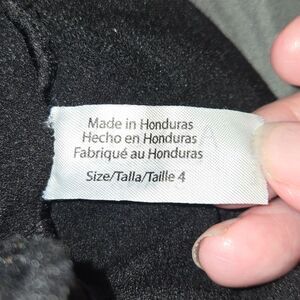 Made in Honduras
Hecho en Honduras
Fabriqué au Honduras
Size/Talla/Taille 4